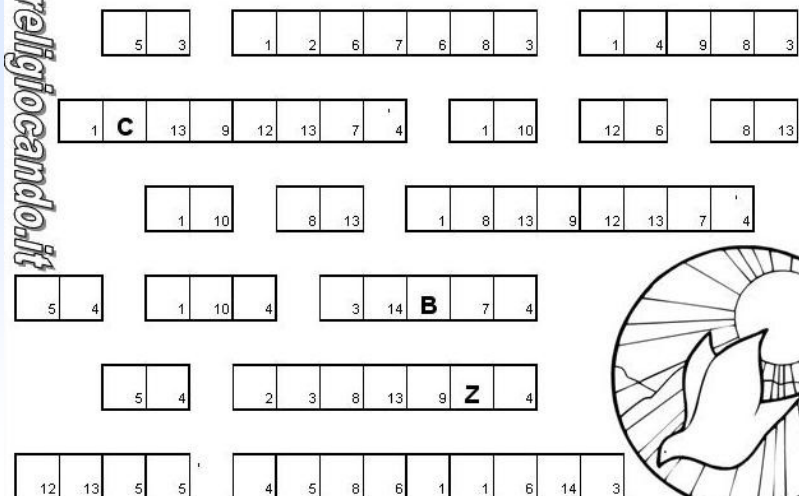 religiocando.it
5 3 1 2 6 7 6 8 3 1 4 9 8 3
1 C 13 9 12 13 7 4 ' 1 10 12 6 8 13
1 10 8 13 1 8 13 9 12 13 7 4 '
5 4 1 10 4 3 14 B 7 4
5 4 2 3 8 13 9 Z 4
12 13 5 5 ' 4 5 8 6 1 1 6 14 3